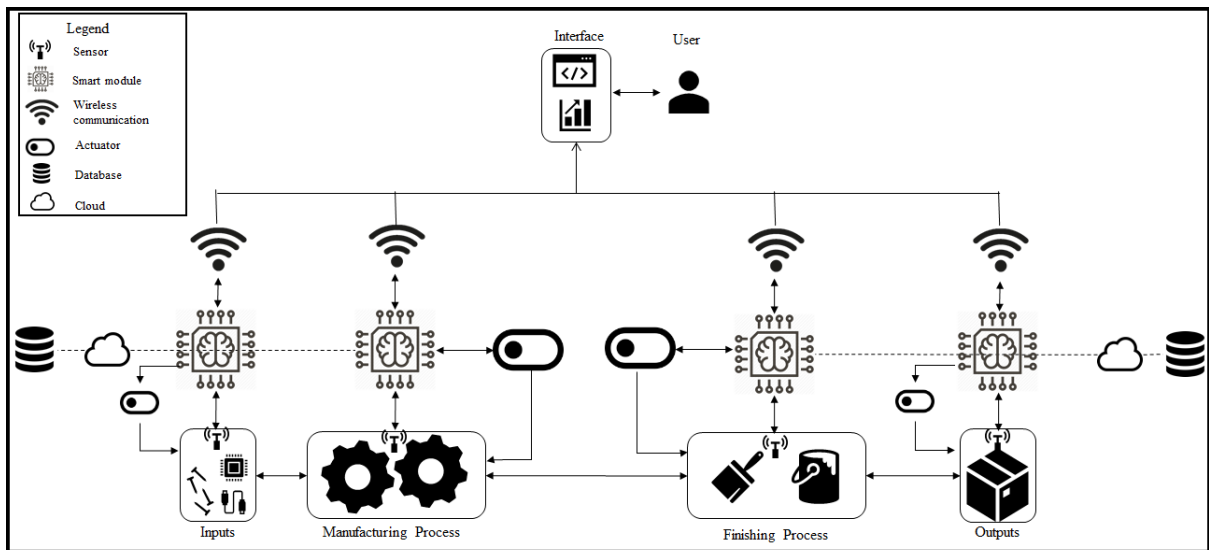 Legend
Sensor
Smart module
Wireless
communication
Actuator
Database
Cloud
Interface
User
</>
Inputs
Manufacturing Process
Finishing Process
Outputs